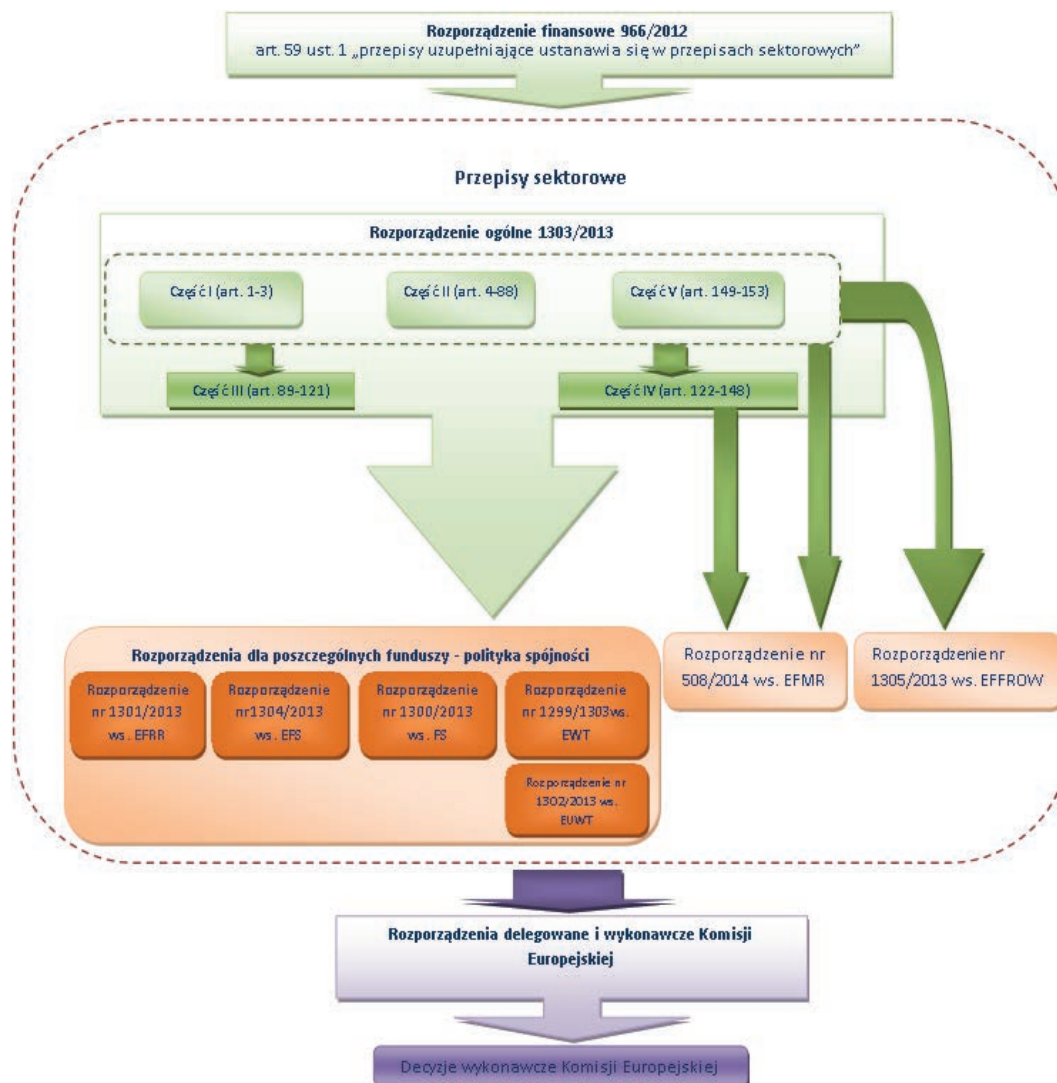 Rozporządzenie finansowe 966/2012
art. 59 ust. 1 „przepisy uzupełniające ustanawia się w przepisach sektorowych”
Przepisy sektorowe
Rozporządzenie ogólne 1303/2013
Część I (art. 1-3)
Część II (art. 4-88)
Część V (art. 149-153)
Część III (art. 89-121)
Część IV (art. 122-148)
Rozporządzenia dla poszczególnych funduszy - polityka spójności
Rozporządzenie
nr 1301/2013
ws. EFRR
Rozporządzenie
nr1304/2013
ws. EFS
Rozporządzenie
nr 1300/2013
ws. FS
Rozporządzenie
nr 1299/1303ws.
EWT
Rozporządzenie nr
1302/2013 ws.
EUWT
Rozporządzenie nr
508/2014 ws. EFMR
Rozporządzenie nr
1305/2013 ws. EFFROW
Rozporządzenia delegowane i wykonawcze Komisji
Europejskiej
Decyzje wykonawcze Komisji Europejskiej